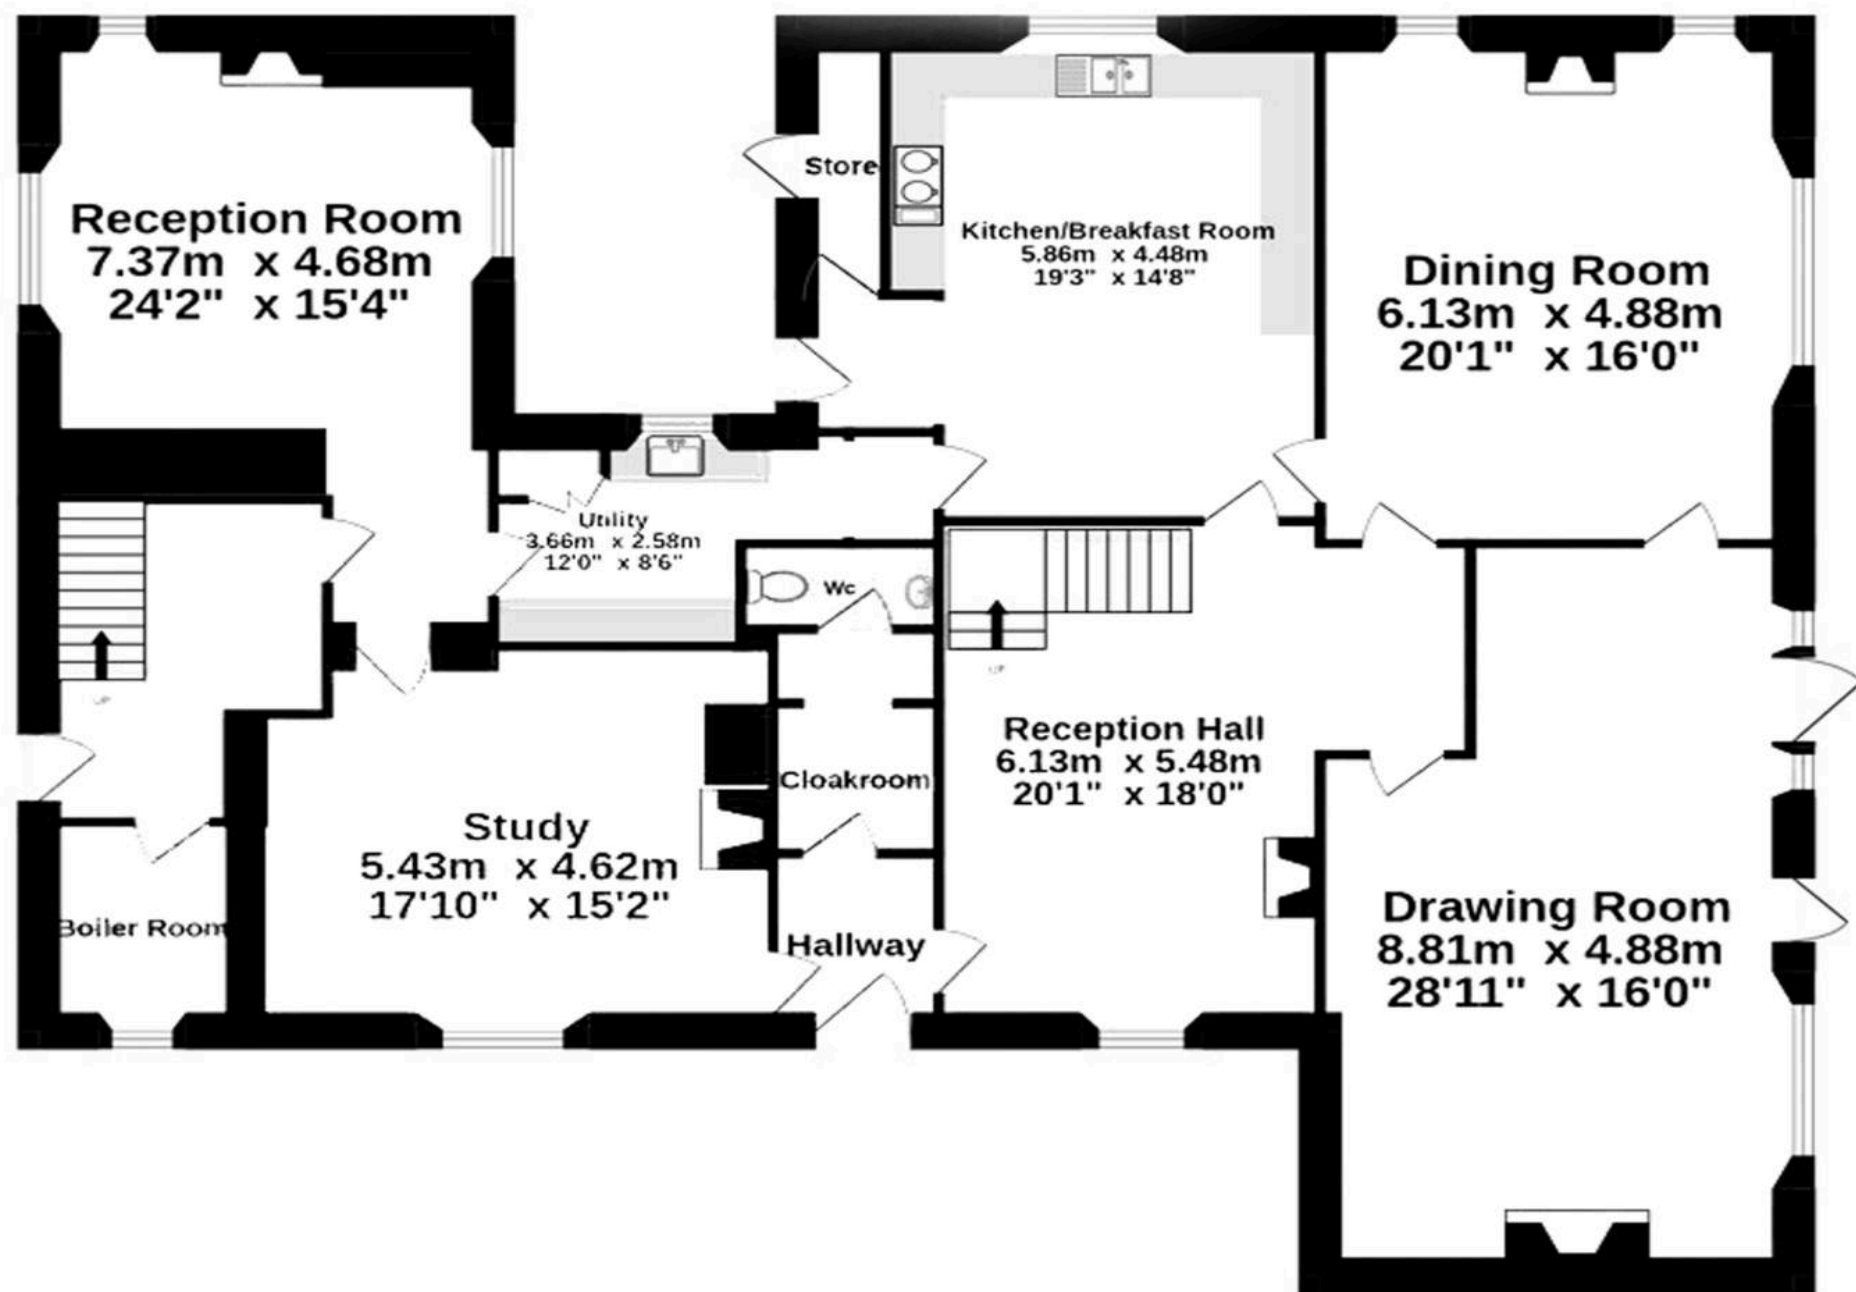 Reception Room
7.37m x 4.68m
24'2" x 15'4"
Store
Kitchen/Breakfast Room
5.86m x 4.48m
19'3" x 14'8"
Dining Room
6.13m x 4.88m
20'1" x 16'0"
Utility
3.66m x 2.58m
12'0" x 8'6"
Wc
UP
UP
Reception Hall
6.13m x 5.48m
20'1" x 18'0"
Cloakroom
Study
5.43m x 4.62m
17'10" x 15'2"
Boiler Room
Hallway
Drawing Room
8.81m x 4.88m
28'11" x 16'0"